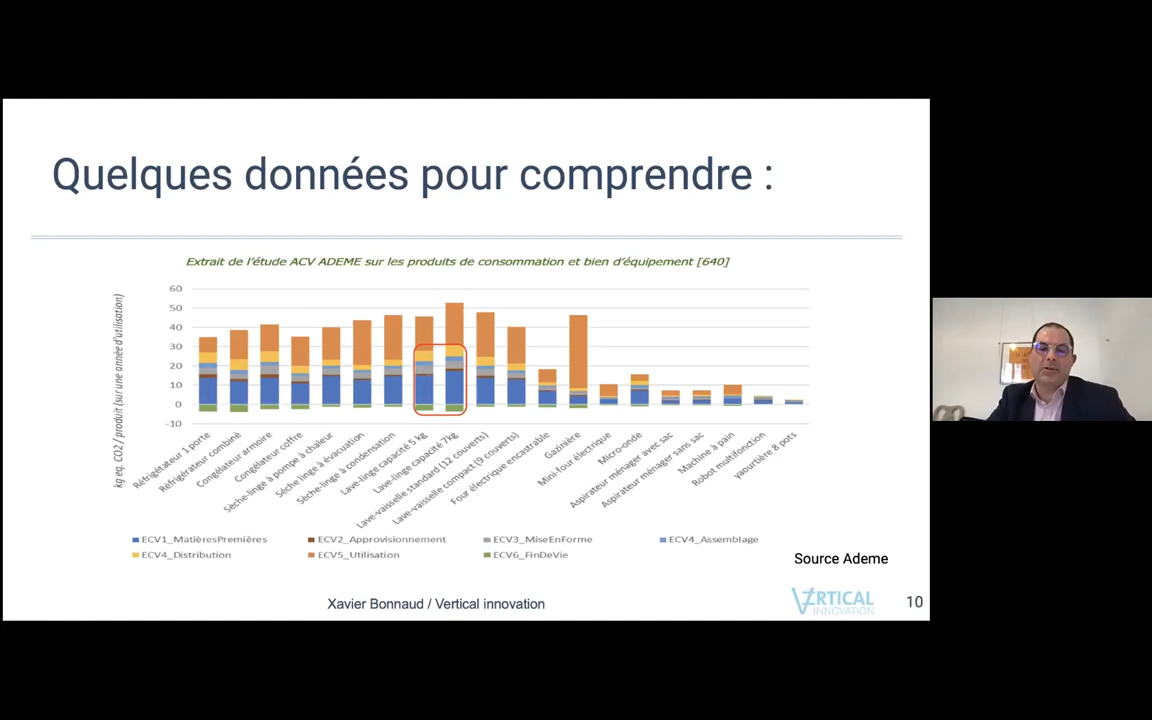 Quelques données pour comprendre :
Extrait de l'étude ACV ADEME sur les produits de consommation et bien d'équipement [640]
kg eq. CO2 / produit (sur une année d'utilisation)
60
50
40
30
20
10
0
-10
Réfrigérateur 1 porte
Réfrigérateur combiné
Congélateur armoire
Congélateur coffre
Sèche-linge à pompe à chaleur
Sèche linge à évacuation
Sèche-linge à condensation
Lave-linge capacité 5 kg
Lave-linge capacité 7kg
Lave-vaisselle standard (12 couverts)
Lave-vaisselle compact (9 couverts)
Four électrique encastrable
Gazinière
Mini-four électrique
Micro-onde
Aspirateur ménager avec sac
Aspirateur ménager sans sac
Machine à pain
Robot multifonction
yaourtière 8 pots
ECV1_MatièresPremières
ECV2_Approvisionnement
ECV3_MiseEnForme
ECV4_Assemblage
ECV4_Distribution
ECV5_Utilisation
ECV6_FinDeVie
Source Ademe
Xavier Bonnaud / Vertical innovation
VERTICAL
INNOVATION
10